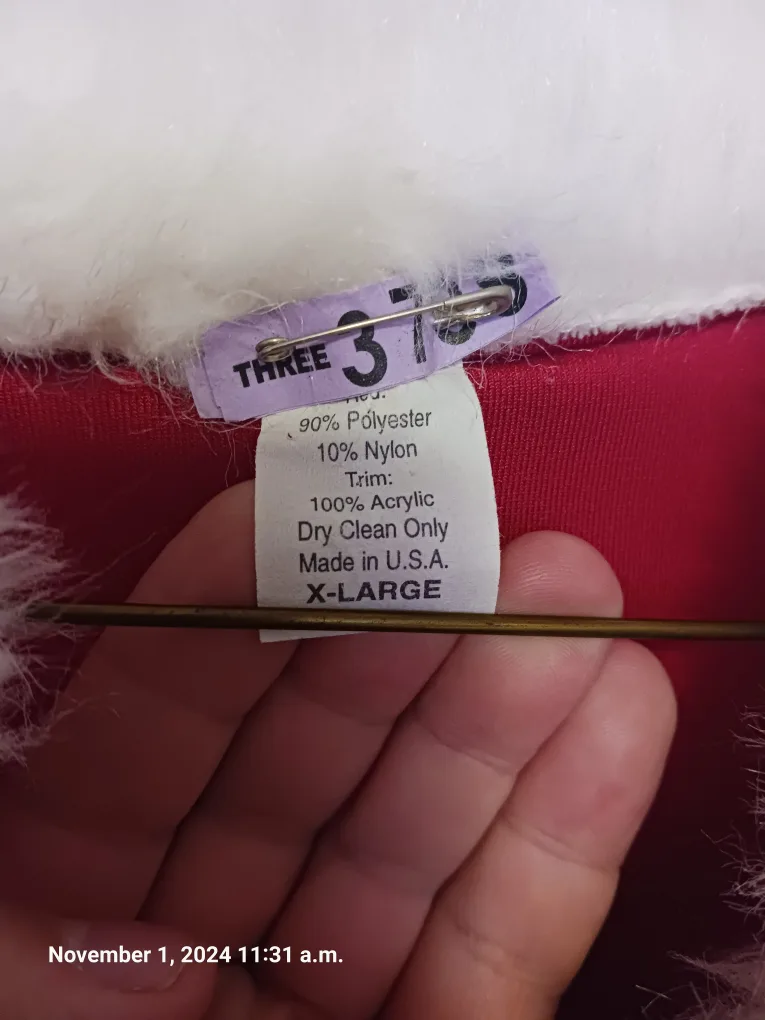 THREE 3
90% Polyester
10% Nylon
Trim:
100% Acrylic
Dry Clean Only
Made in U.S.A.
X-LARGE
November 1, 2024 11:31 a.m.